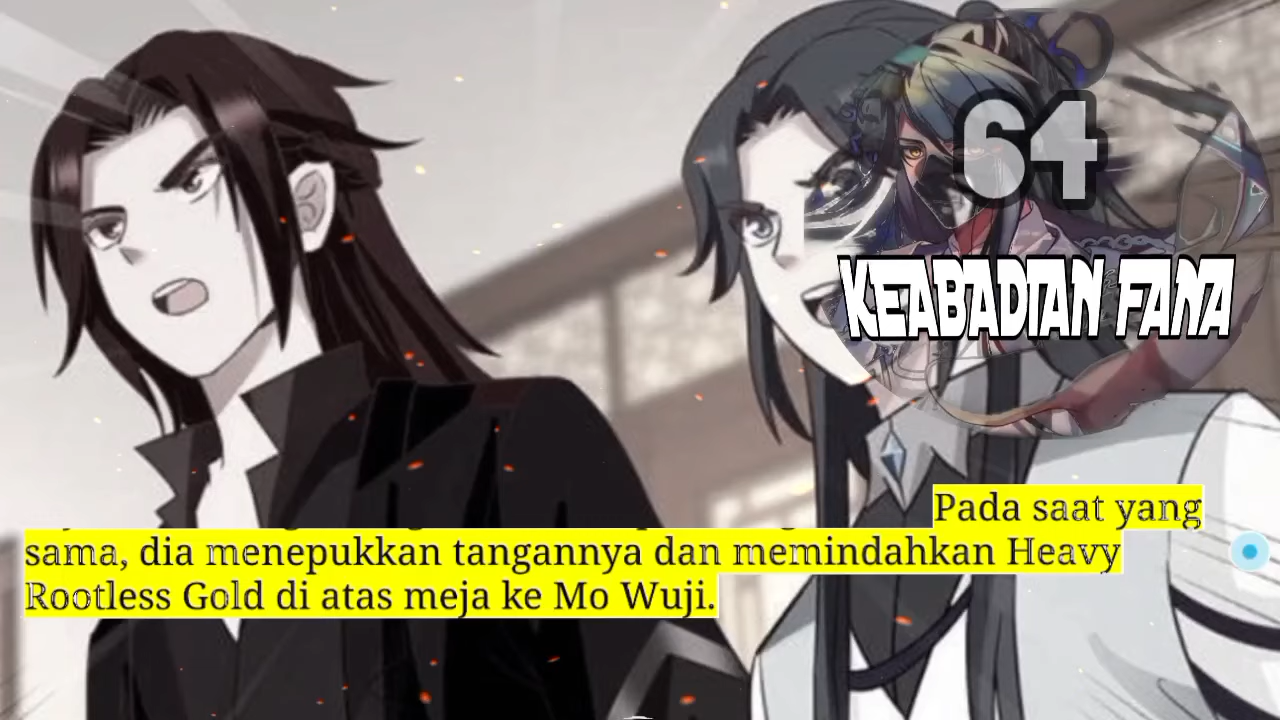 64
KEABADIAN FANA
Pada saat yang
sama, dia menepukkan tangannya dan memindahkan Heavy
Rootless Gold di atas meja ke Mo Wuji.